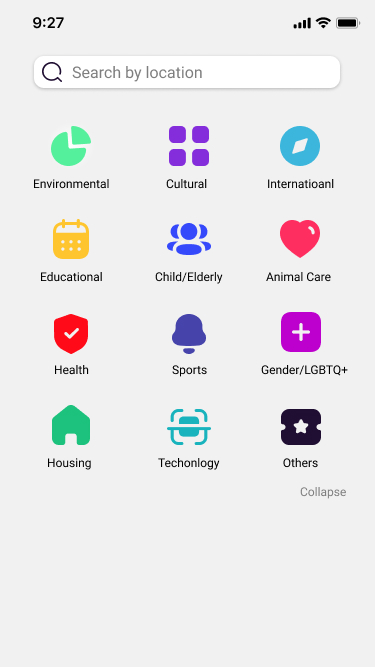 9:27
Search by location
Environmental
Cultural
Internatioanl
Educational
Child/Elderly
Animal Care
Health
Sports
Gender/LGBTQ+
Housing
Techonlogy
Others
Collapse